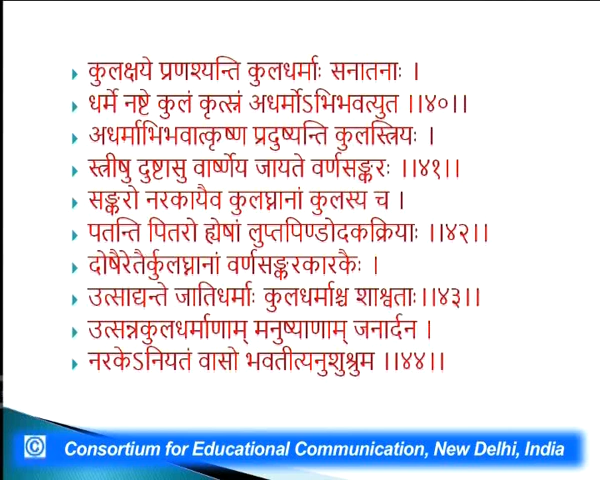 कुलक्षये प्रणश्यन्ति कुलधर्माः सनातनाः ।
धर्मे नष्टे कुलं कृत्स्नं अधर्मोऽभिभवत्युत ।।४०।।
अधर्माभिभवात्कृष्ण प्रदुष्यन्ति कुलस्त्रियः ।
स्त्रीषु दुष्टासु वार्ष्णेय जायते वर्णसङ्करः ।।४१।।
सङ्करो नरकायैव कुलघ्नानां कुलस्य च ।
पतन्ति पितरो ह्येषां लुप्तपिण्डोदकक्रियाः ।।४२।।
दोषैरेतैर्कुलघ्नानां वर्णसङ्करकारकैः ।
उत्साद्यन्ते जातिधर्माः कुलधर्माश्च शाश्वताः।।४३।।
उत्सन्नकुलधर्माणाम् मनुष्याणाम् जनार्दन ।
नरकेऽनियतं वासो भवतीत्यनुशुश्रुम ।।४४।।
© Consortium for Educational Communication, New Delhi, India